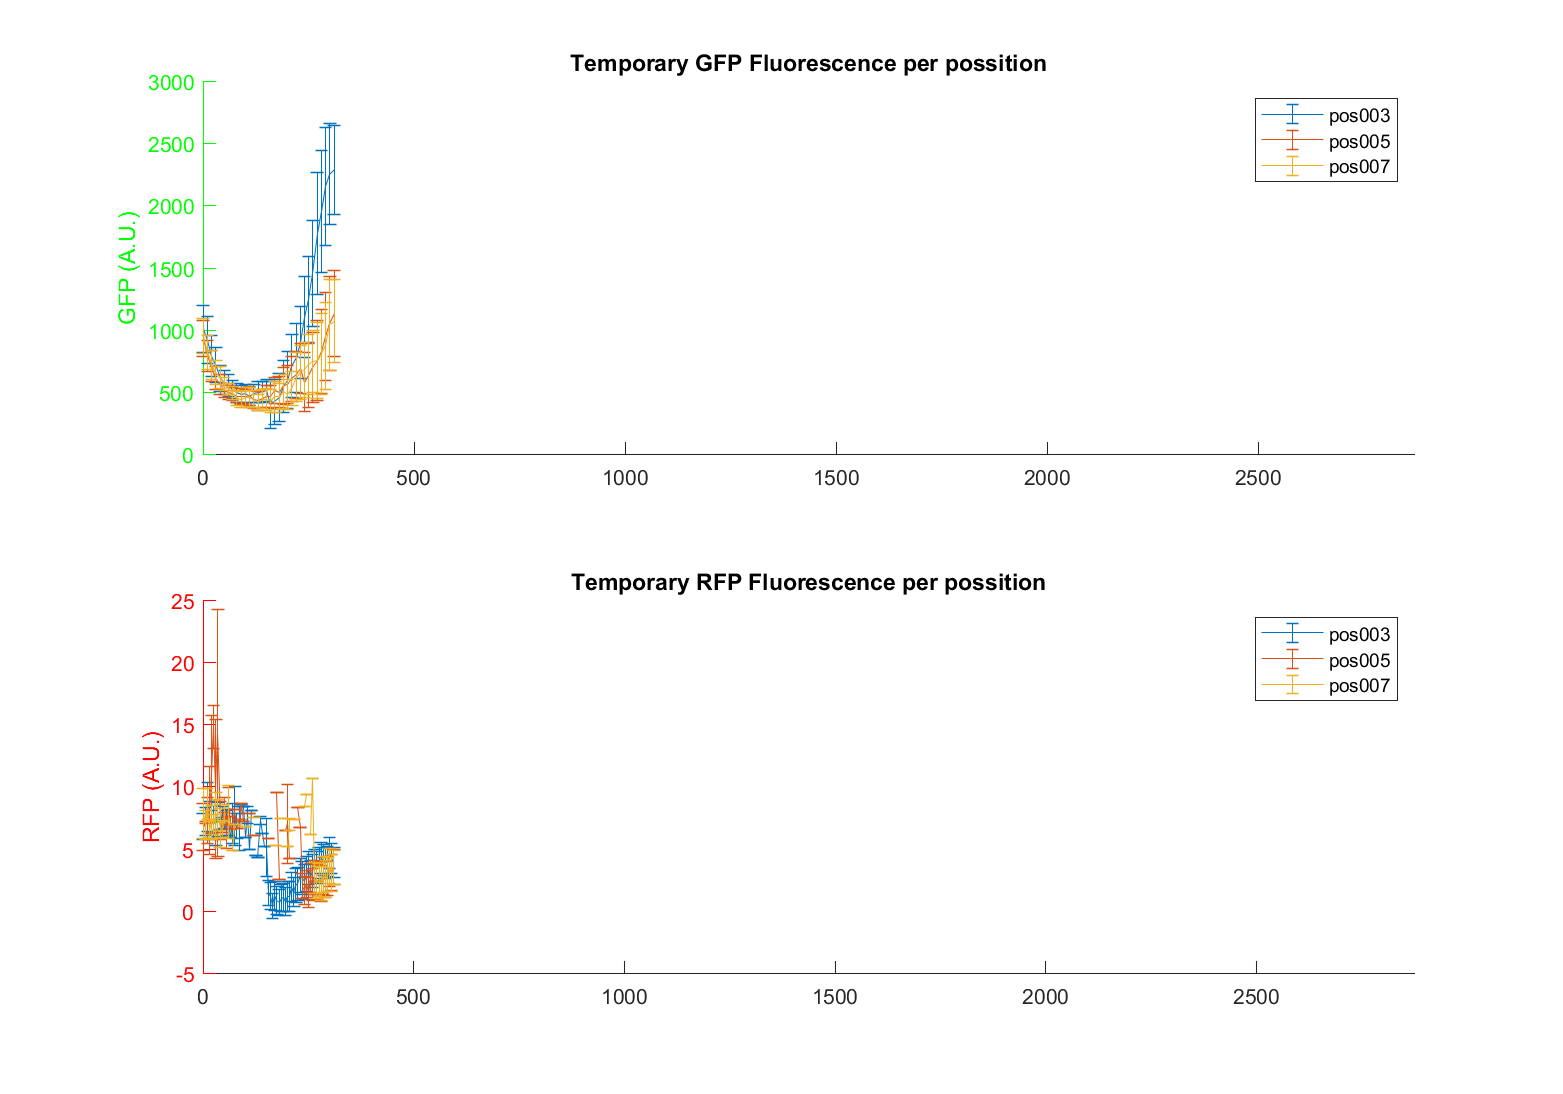 Temporary GFP Fluorescence per possition
3000
2500
2000
1500
1000
500
0
GFP (A.U.)
0 500 1000 1500 2000 2500
pos003
pos005
pos007
Temporary RFP Fluorescence per possition
25
20
15
10
5
0
-5
RFP (A.U.)
0 500 1000 1500 2000 2500
pos003
pos005
pos007